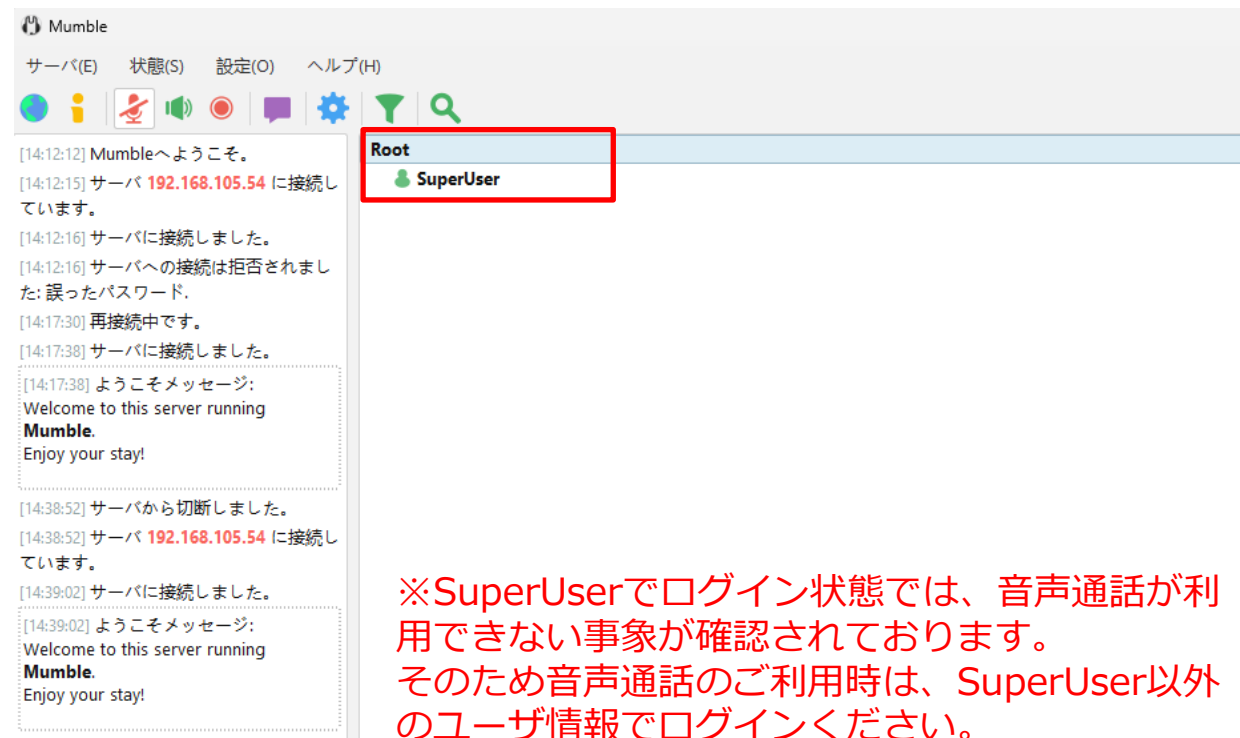 Mumble
サーバ(E) 状態(S) 設定(O) ヘルプ(H)
[14:12:12] Mumbleへようこそ。
[14:12:15] サーバ 192.168.105.54 に接続し
ています。
[14:12:16] サーバに接続しました。
[14:12:16] サーバへの接続は拒否されまし
た: 誤ったパスワード.
[14:17:30] 再接続中です。
[14:17:38] サーバに接続しました。
[14:17:38] ようこそメッセージ:
Welcome to this server running
Mumble.
Enjoy your stay!
[14:38:52] サーバから切断しました。
[14:38:52] サーバ 192.168.105.54 に接続し
ています。
[14:39:02] サーバに接続しました。
[14:39:02] ようこそメッセージ:
Welcome to this server running
Mumble.
Enjoy your stay!
Root
SuperUser
※SuperUserでログイン状態では、音声通話が利
用できない事象が確認されております。
そのため音声通話のご利用時は、SuperUser以外
のユーザ情報でログインください。